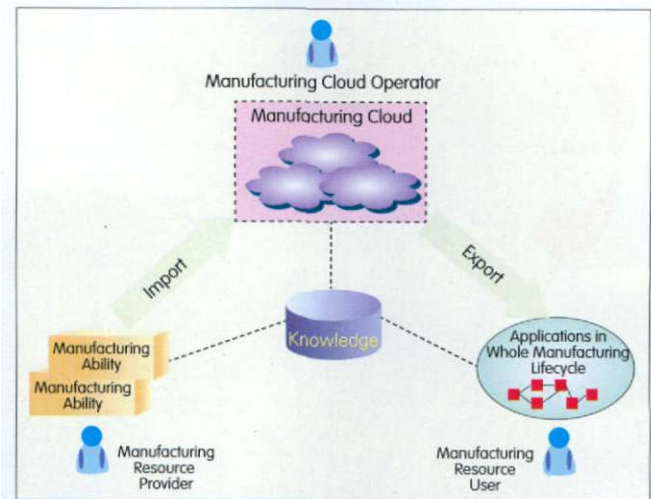 Manufacturing Cloud Operator
Manufacturing Cloud
Import
Export
Knowledge
Manufacturing
Ability
Manufacturing
Ability
Applications in
Whole Manufacturing
Lifecycle
Manufacturing
Resource
Provider
Manufacturing
Resource
User